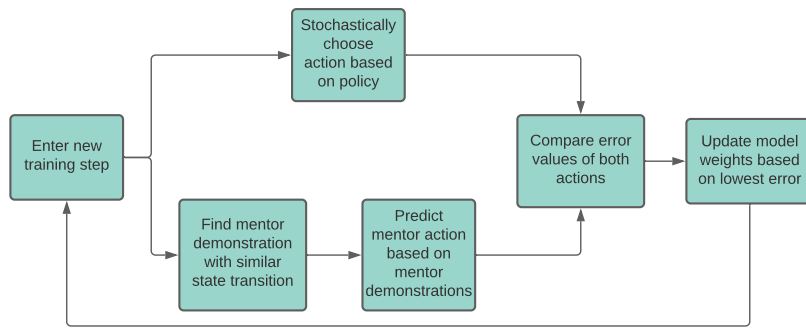 Stochastically
choose
action based
on policy
Enter new
training step
Compare error
values of both
actions
Update model
weights based
on lowest error
Find mentor
demonstration
with similar
state transition
Predict
mentor action
based on
mentor
demonstrations